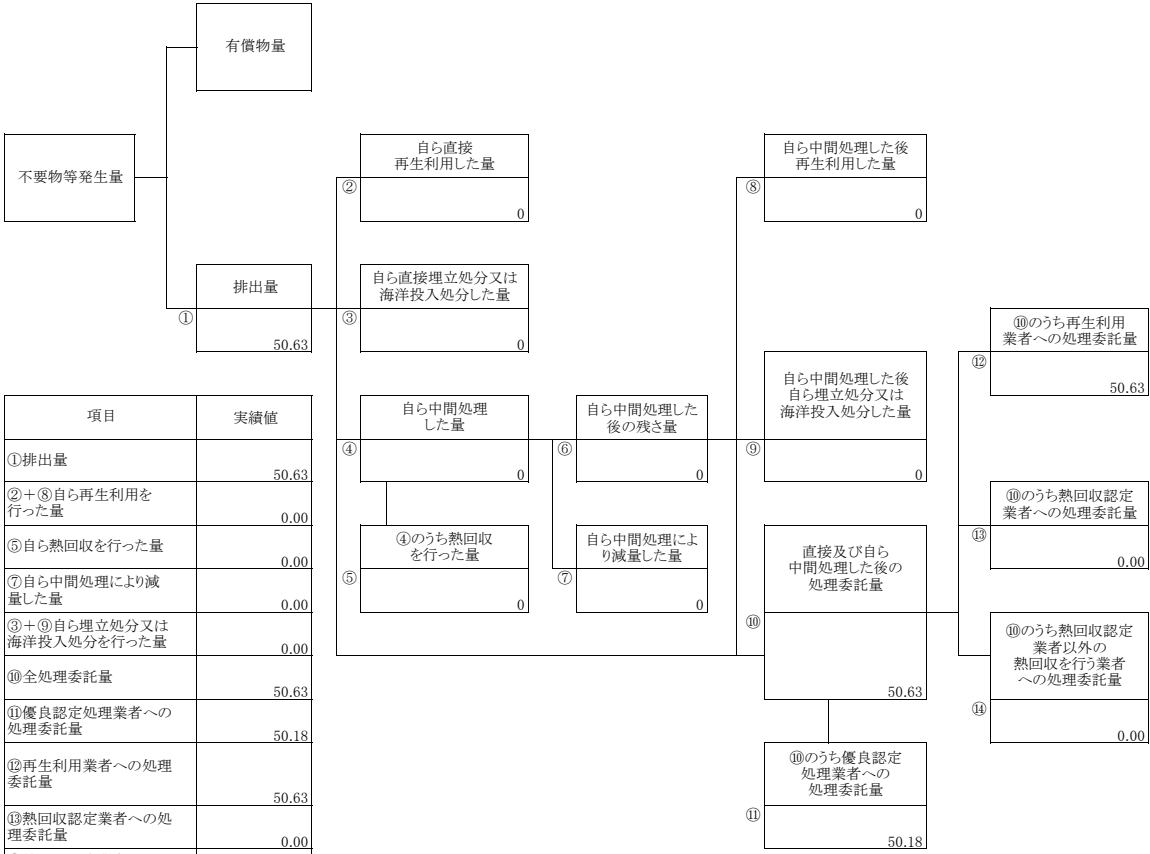 有償物量
不要物等発生量
自ら直接
再生利用した量
②
0
自ら中間処理した後
再生利用した量
⑧
0
排出量
①
50.63
自ら直接埋立処分又は
海洋投入処分した量
③
0
⑩のうち再生利用
業者への処理委託量
⑫
50.63
自ら中間処理した後
自ら埋立処分又は
海洋投入処分した量
⑨
0
自ら中間処理
した量
④
0
自ら中間処理した
後の残さ量
⑥
0
④のうち熱回収
を行った量
⑤
0
自ら中間処理によ
り減量した量
⑦
0
直接及び自ら
中間処理した後の
処理委託量
⑩
50.63
⑩のうち熱回収認定
業者への処理委託量
⑬
0.00
⑩のうち熱回収認定
業者以外の
熱回収を行う業者
への処理委託量
⑭
0.00
⑩のうち優良認定
処理業者への
処理委託量
⑪
50.18
項目
実績値
①排出量
50.63
②＋⑧自ら再生利用を
行った量
0.00
⑤自ら熱回収を行った量
0.00
⑦自ら中間処理により減
量した量
0.00
③＋⑨自ら埋立処分又は
海洋投入処分を行った量
0.00
⑩全処理委託量
50.63
⑪優良認定処理業者への
処理委託量
50.18
⑫再生利用業者への処理
委託量
50.63
⑬熱回収認定業者への処
理委託量
0.00